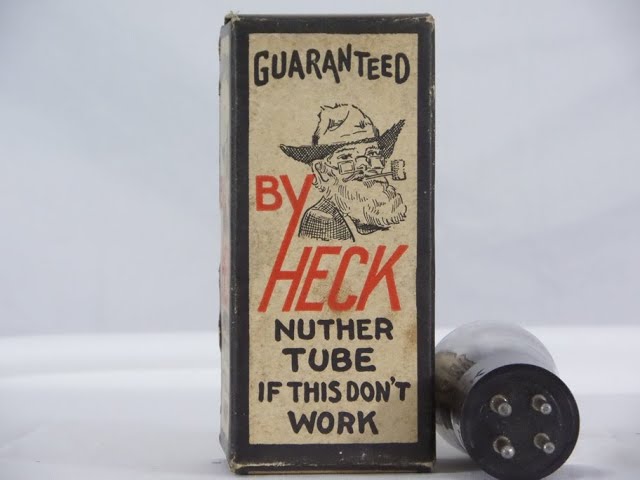 GUARANTEED
BY
HECK
NUTHER
TUBE
IF THIS DON'T
WORK